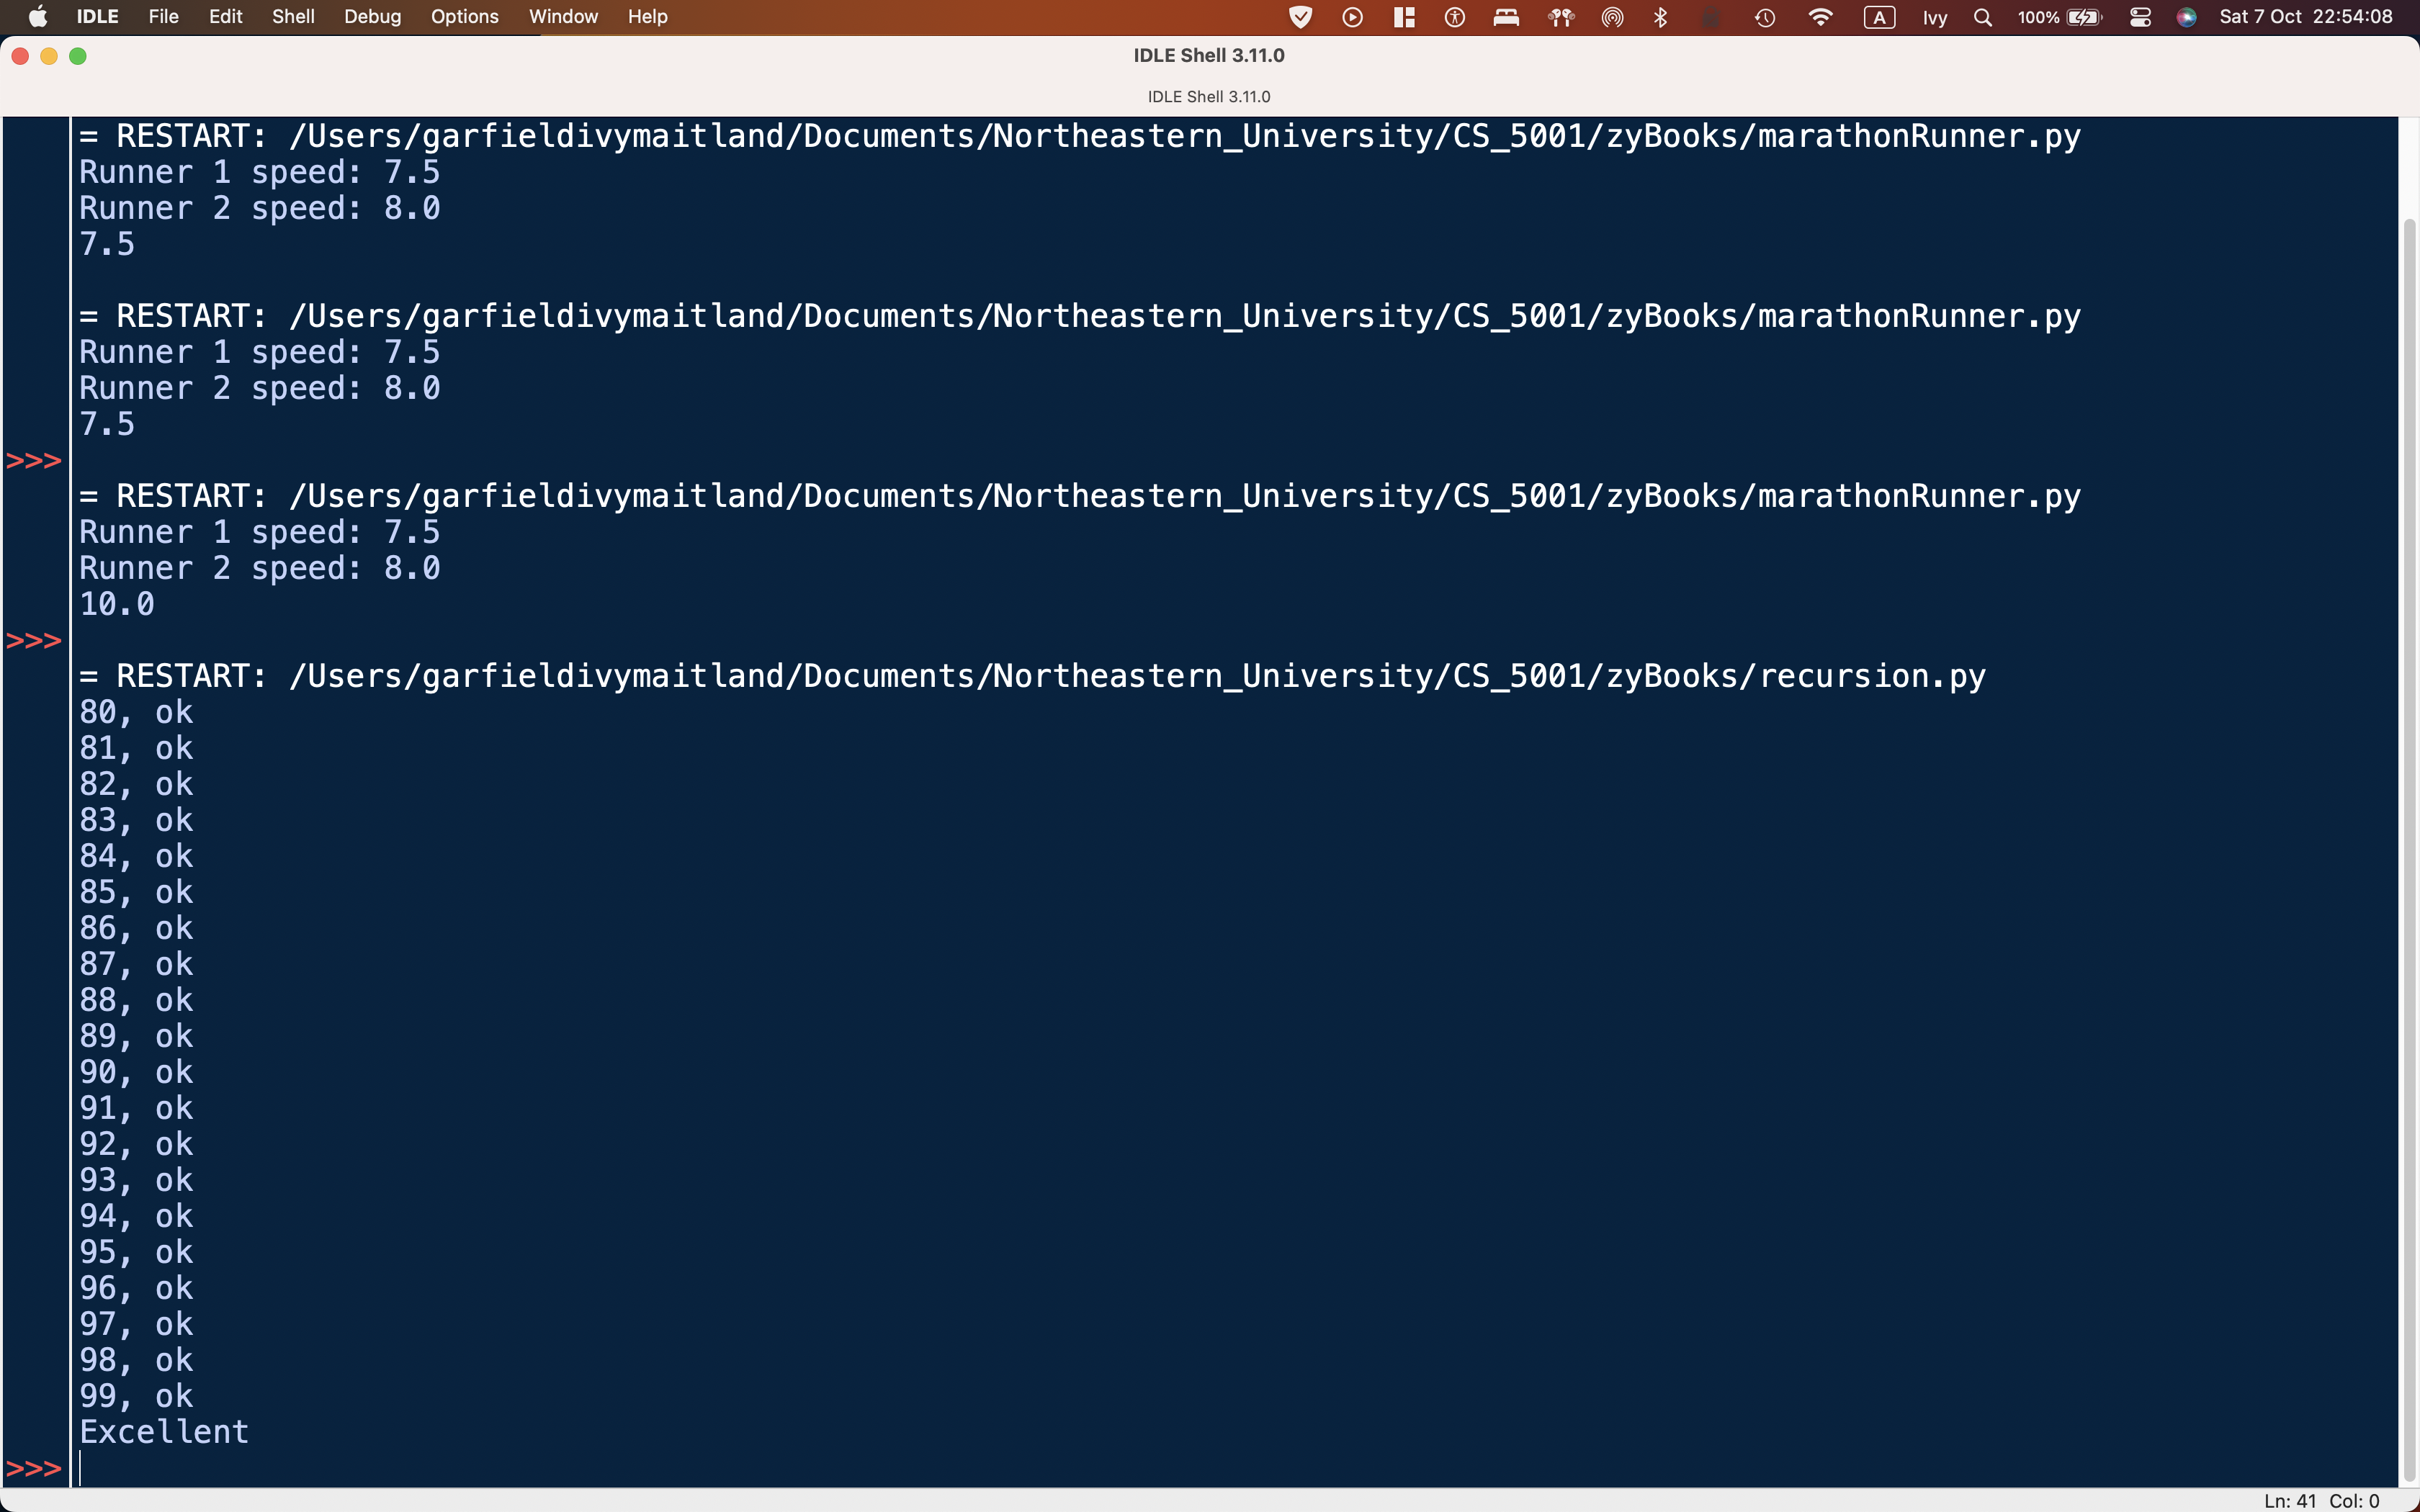 IDLE File Edit Shell Debug Options Window Help A Ivy 100% Sat 7 Oct 22:54:08
IDLE Shell 3.11.0
IDLE Shell 3.11.0
= RESTART: /Users/garfieldivymaitland/Documents/Northeastern_University/CS_5001/zyBooks/marathonRunner.py
Runner 1 speed: 7.5
Runner 2 speed: 8.0
7.5
= RESTART: /Users/garfieldivymaitland/Documents/Northeastern_University/CS_5001/zyBooks/marathonRunner.py
Runner 1 speed: 7.5
Runner 2 speed: 8.0
7.5
>>>
= RESTART: /Users/garfieldivymaitland/Documents/Northeastern_University/CS_5001/zyBooks/marathonRunner.py
Runner 1 speed: 7.5
Runner 2 speed: 8.0
10.0
>>>
= RESTART: /Users/garfieldivymaitland/Documents/Northeastern_University/CS_5001/zyBooks/recursion.py
80, ok
81, ok
82, ok
83, ok
84, ok
85, ok
86, ok
87, ok
88, ok
89, ok
90, ok
91, ok
92, ok
93, ok
94, ok
95, ok
96, ok
97, ok
98, ok
99, ok
Excellent
>>>
Ln: 41 Col: 0